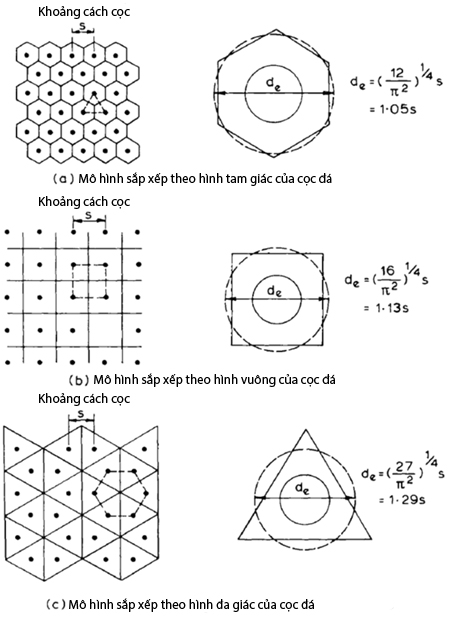 Khoảng cách cọc
s
de
de = (12/π²)^1/4 s
= 1·05s
(a) Mô hình sắp xếp theo hình tam giác của cọc đá
Khoảng cách cọc
s
de
de = (16/π²)^1/4 s
= 1·13s
(b) Mô hình sắp xếp theo hình vuông của cọc đá
Khoảng cách cọc
s
de
de = (27/π²)^1/4 s
= 1·29s
(c) Mô hình sắp xếp theo hình đa giác của cọc đá